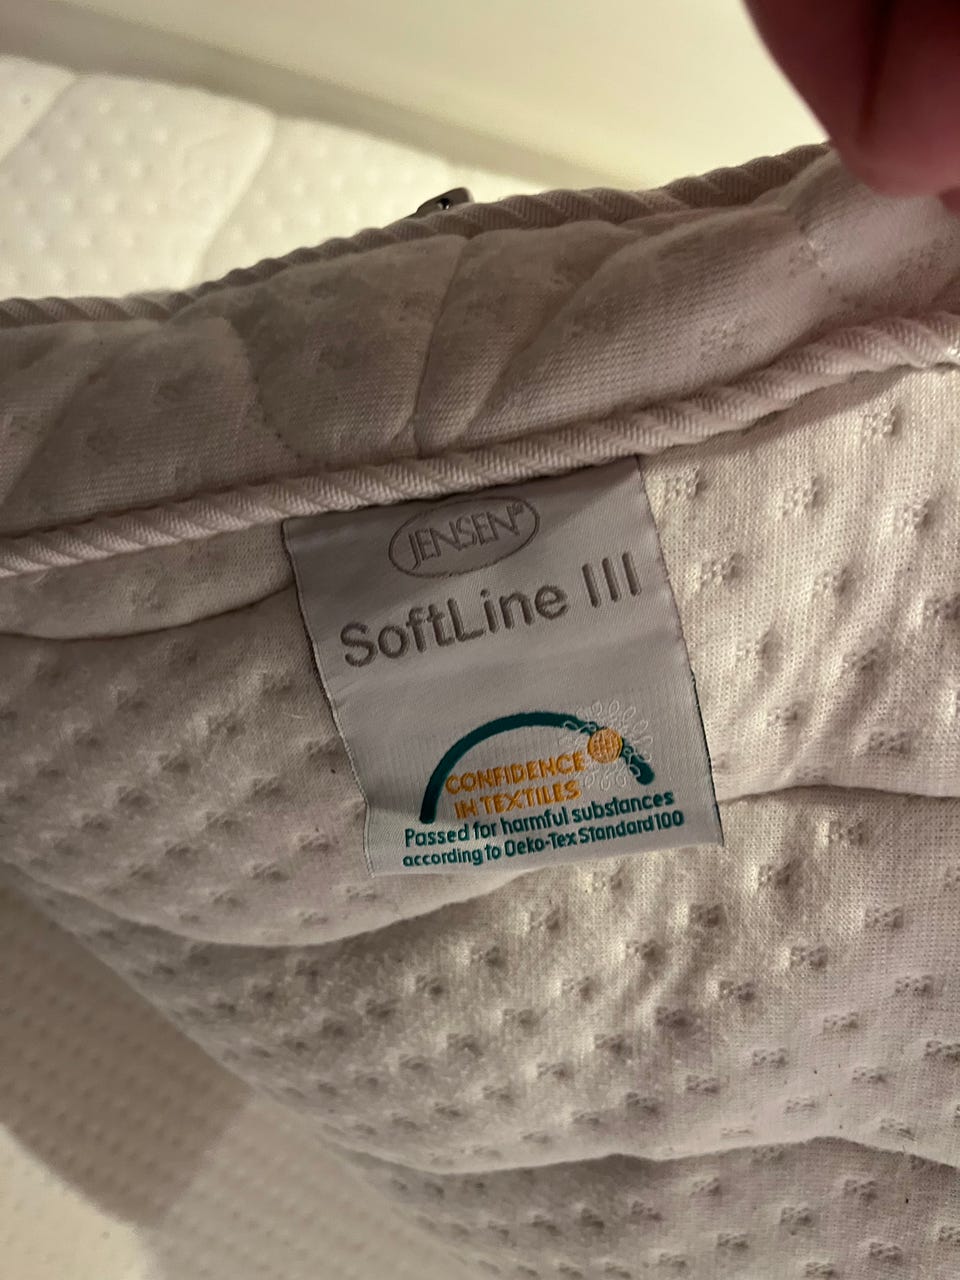 JENSEN
SoftLine III
CONFIDENCE
IN TEXTILES
Passed for harmful substances
according to Oeko-Tex Standard 100